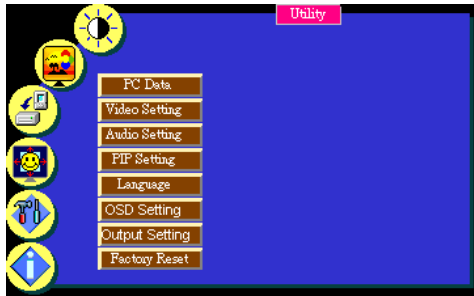 Utility
PC Data
Video Setting
Audio Setting
PIP Setting
Language
OSD Setting
Output Setting
Factory Reset